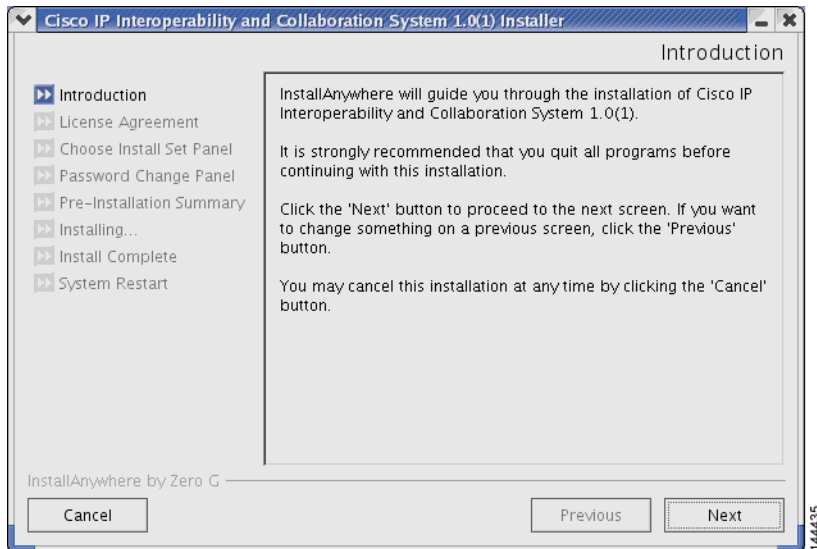 Cisco IP Interoperability and Collaboration System 1.0(1) Installer
Introduction
Introduction
License Agreement
Choose Install Set Panel
Password Change Panel
Pre-Installation Summary
Installing...
Install Complete
System Restart
InstallAnywhere will guide you through the installation of Cisco IP
Interoperability and Collaboration System 1.0(1).
It is strongly recommended that you quit all programs before
continuing with this installation.
Click the 'Next' button to proceed to the next screen. If you want
to change something on a previous screen, click the 'Previous'
button.
You may cancel this installation at any time by clicking the 'Cancel'
button.
InstallAnywhere by Zero G
Cancel
Previous
Next
144435